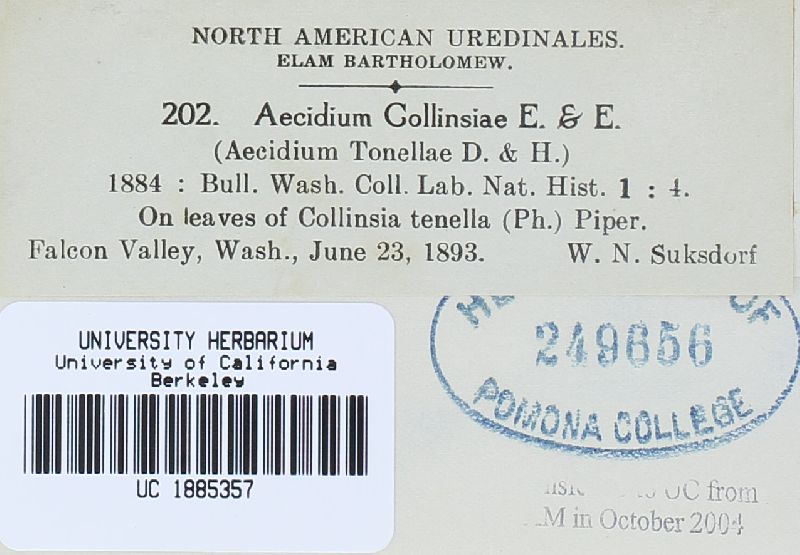 NORTH AMERICAN UREDINALES.
ELAM BARTHOLOMEW.
202. Aecidium Collinsiae E. & E.
(Aecidium Tonellae D. & H.)
1884 : Bull. Wash. Coll. Lab. Nat. Hist. 1 : 4.
On leaves of Collinsia tenella (Ph.) Piper.
Falcon Valley, Wash., June 23, 1893. W. N. Suksdorf
UNIVERSITY HERBARIUM
University of California
Berkeley
UC 1885357
OF
249656
POMONA COLLEGE
to UC from
M in October 2004